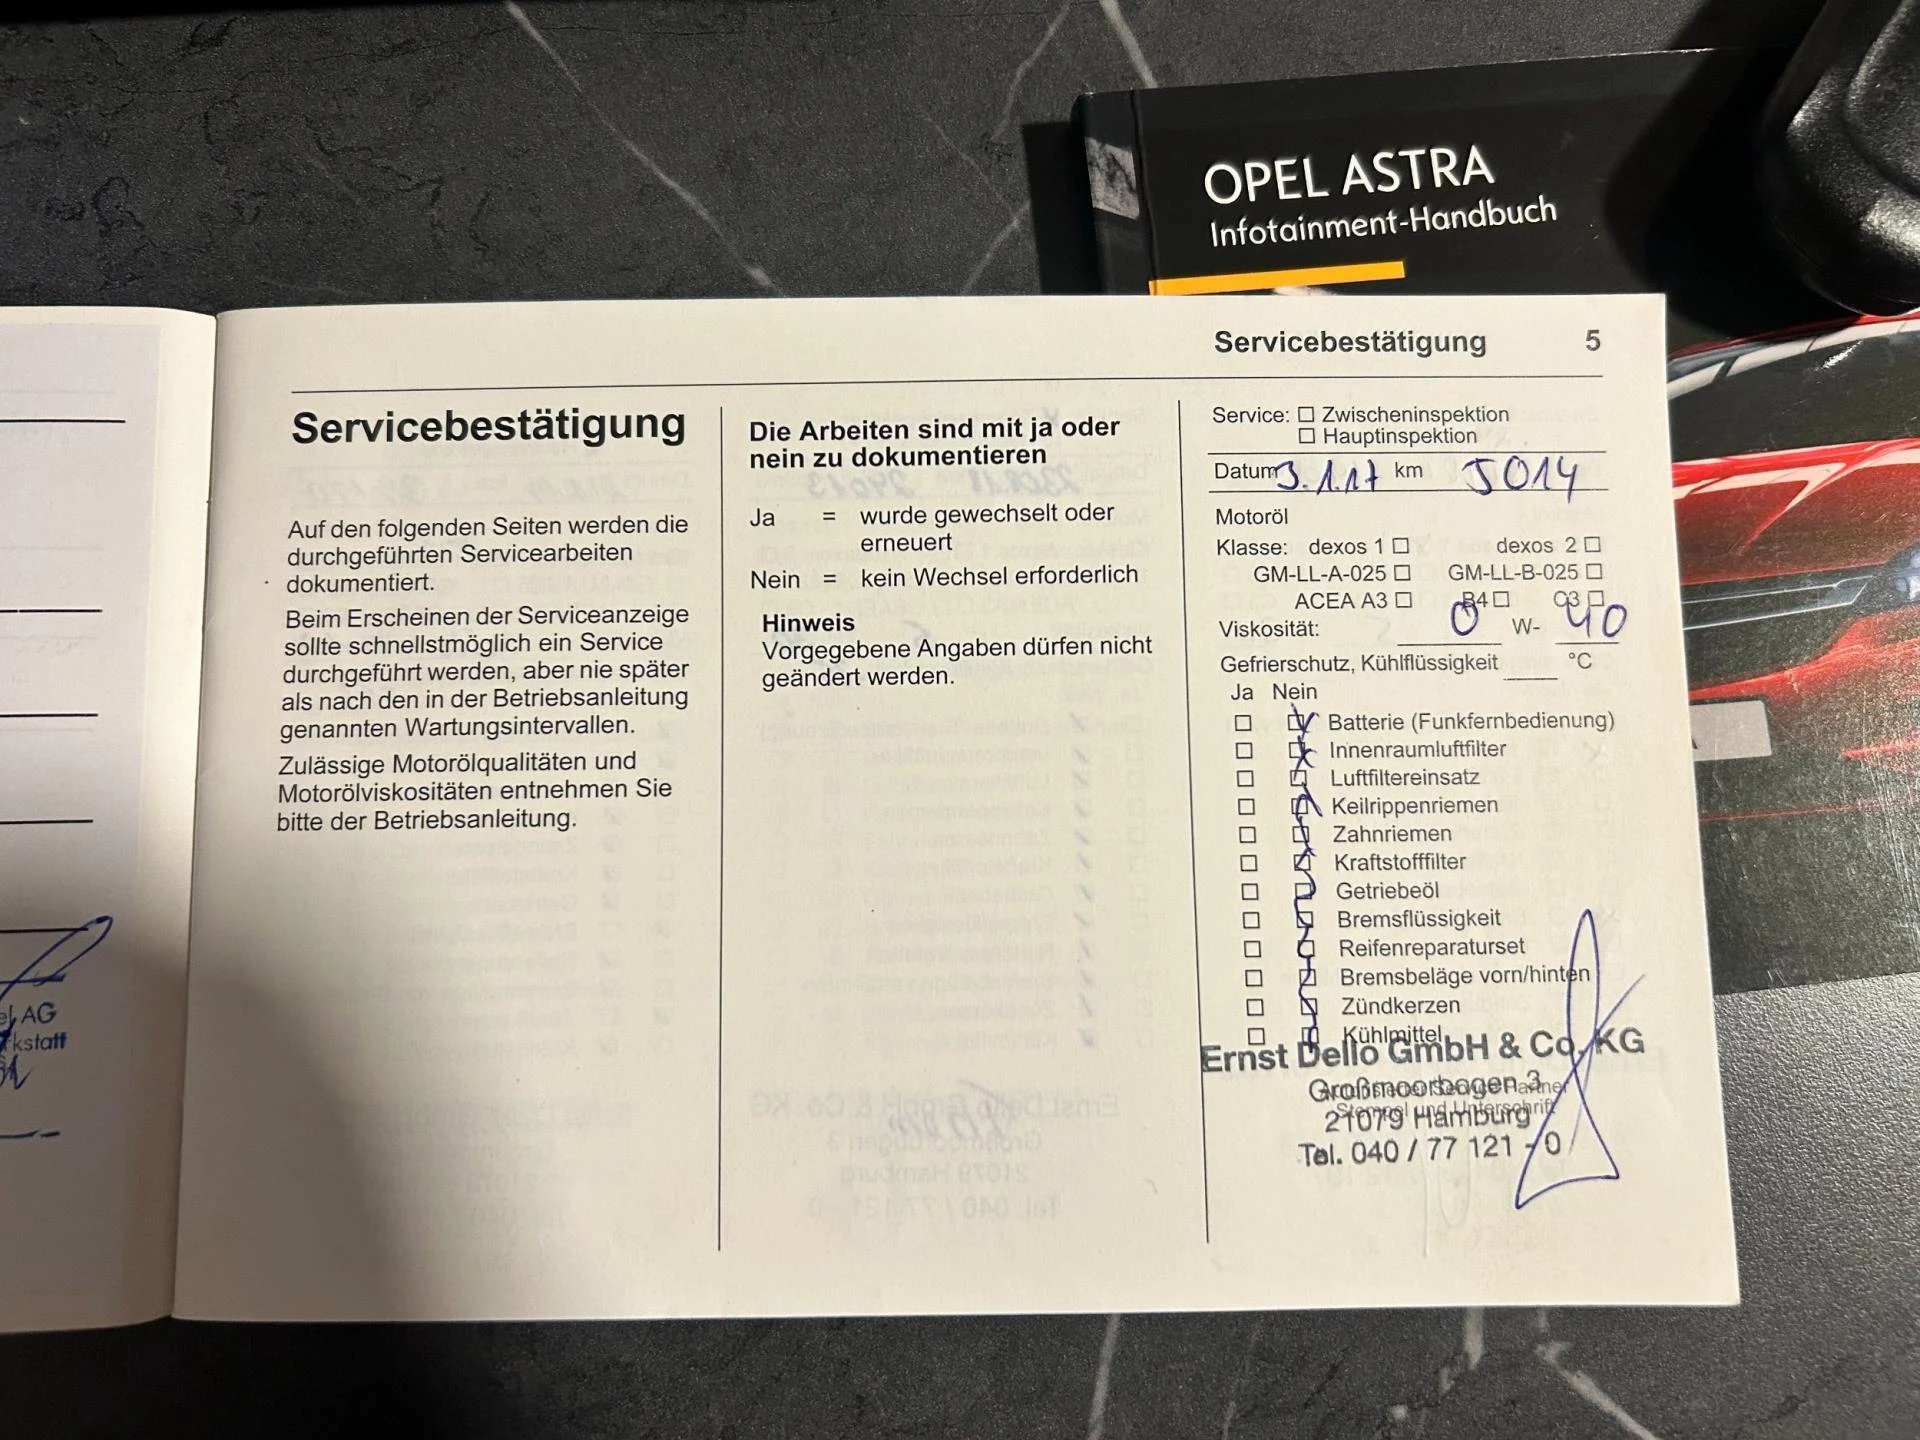 OPEL ASTRA
Infotainment-Handbuch
Servicebestätigung 5
Servicebestätigung
Auf den folgenden Seiten werden die
durchgeführten Servicearbeiten
dokumentiert.
Beim Erscheinen der Serviceanzeige
sollte schnellstmöglich ein Service
durchgeführt werden, aber nie später
als nach den in der Betriebsanleitung
genannten Wartungsintervallen.
Zulässige Motorölqualitäten und
Motorölviskositäten entnehmen Sie
bitte der Betriebsanleitung.
Die Arbeiten sind mit ja oder
nein zu dokumentieren
Ja = wurde gewechselt oder
erneuert
Nein = kein Wechsel erforderlich
Hinweis
Vorgegebene Angaben dürfen nicht
geändert werden.
Service: ☐ Zwischeninspektion
☐ Hauptinspektion
Datum 3.1.17 km 5014
Motoröl
Klasse: dexos 1 ☐ dexos 2 ☐
GM-LL-A-025 ☐ GM-LL-B-025 ☐
ACEA A3 ☐ B4 ☐ C3 ☐
Viskosität: 0 W- 40
Gefrierschutz, Kühlflüssigkeit °C
Ja Nein
Batterie (Funkfernbedienung)
Innenraumluftfilter
Luftfiltereinsatz
Keilrippenriemen
Zahnriemen
Kraftstofffilter
Getriebeöl
Bremsflüssigkeit
Reifenreparaturset
Bremsbeläge vorn/hinten
Zündkerzen
Kühlmittel
Ernst Dello GmbH & Co. KG
Großmoorbogen 3
Stempel und Unterschrift
21079 Hamburg
Tel. 040 / 77 121 - 0
AG